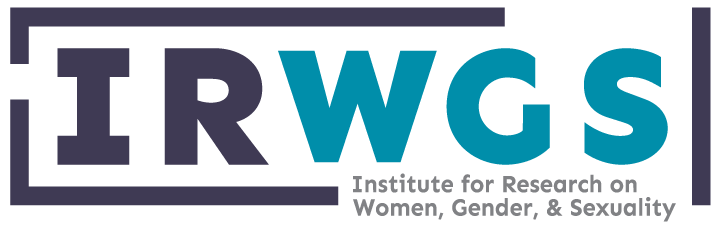 IRWGS
Institute for Research on
Women, Gender, & Sexuality